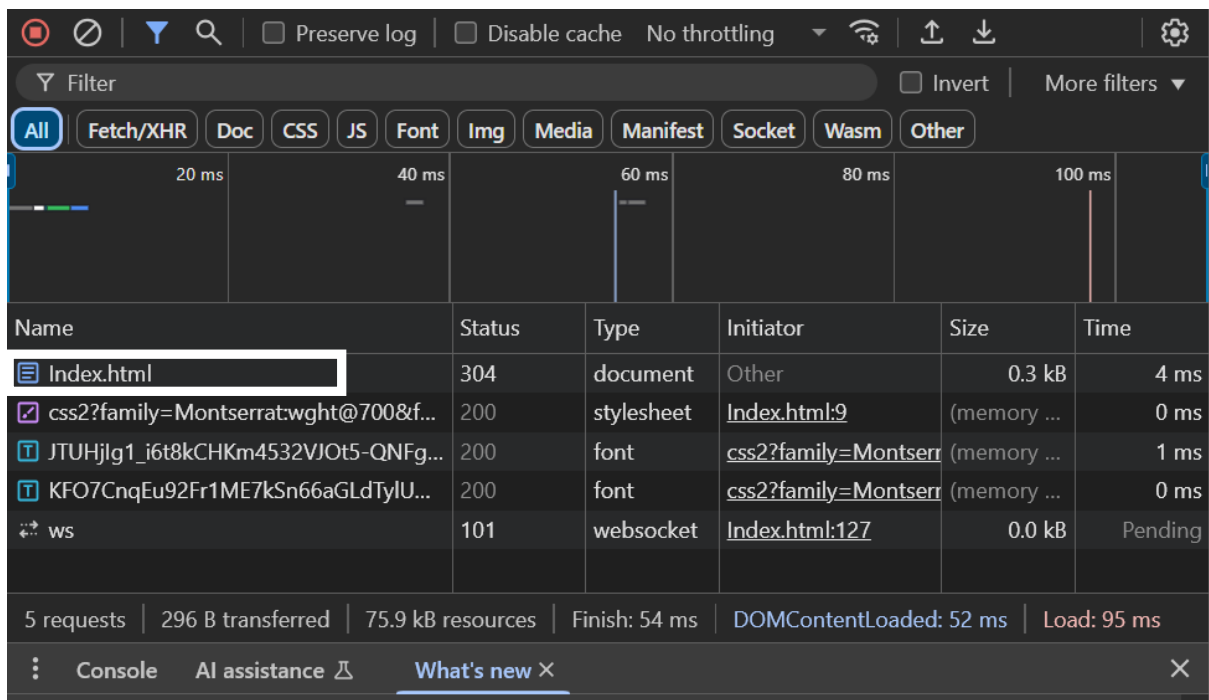 Preserve log Disable cache No throttling
Filter Invert More filters
All Fetch/XHR Doc CSS JS Font Img Media Manifest Socket Wasm Other
20 ms 40 ms 60 ms 80 ms 100 ms
Name Status Type Initiator Size Time
Index.html 304 document Other 0.3 kB 4 ms
css2?family=Montserrat:wght@700&f... 200 stylesheet Index.html:9 (memory ... 0 ms
JTUHjIg1_i6t8kCHKm4532VJOt5-QNFg... 200 font css2?family=Montserr (memory ... 1 ms
KFO7CnqEu92Fr1ME7kSn66aGLdTylU... 200 font css2?family=Montserr (memory ... 0 ms
ws 101 websocket Index.html:127 0.0 kB Pending
5 requests 296 B transferred 75.9 kB resources Finish: 54 ms DOMContentLoaded: 52 ms Load: 95 ms
Console AI assistance What's new